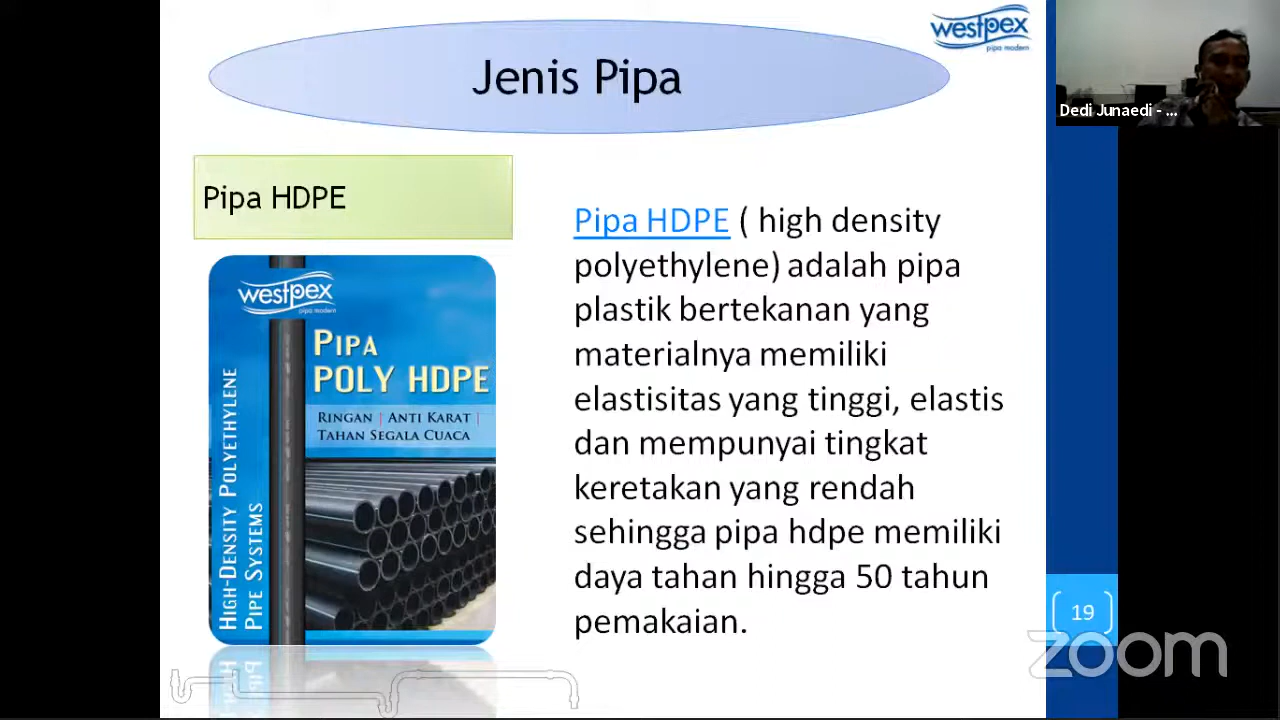 westpex
pipa modern
Jenis Pipa
Dedi Junaedi - ...
Pipa HDPE
westpex
pipa modern
PIPA
POLY HDPE
RINGAN | ANTI KARAT |
TAHAN SEGALA CUACA
HIGH-DENSITY POLYETHYLENE
PIPE SYSTEMS
Pipa HDPE ( high density
polyethylene) adalah pipa
plastik bertekanan yang
materialnya memiliki
elastisitas yang tinggi, elastis
dan mempunyai tingkat
keretakan yang rendah
sehingga pipa hdpe memiliki
daya tahan hingga 50 tahun
pemakaian.
19
zoom